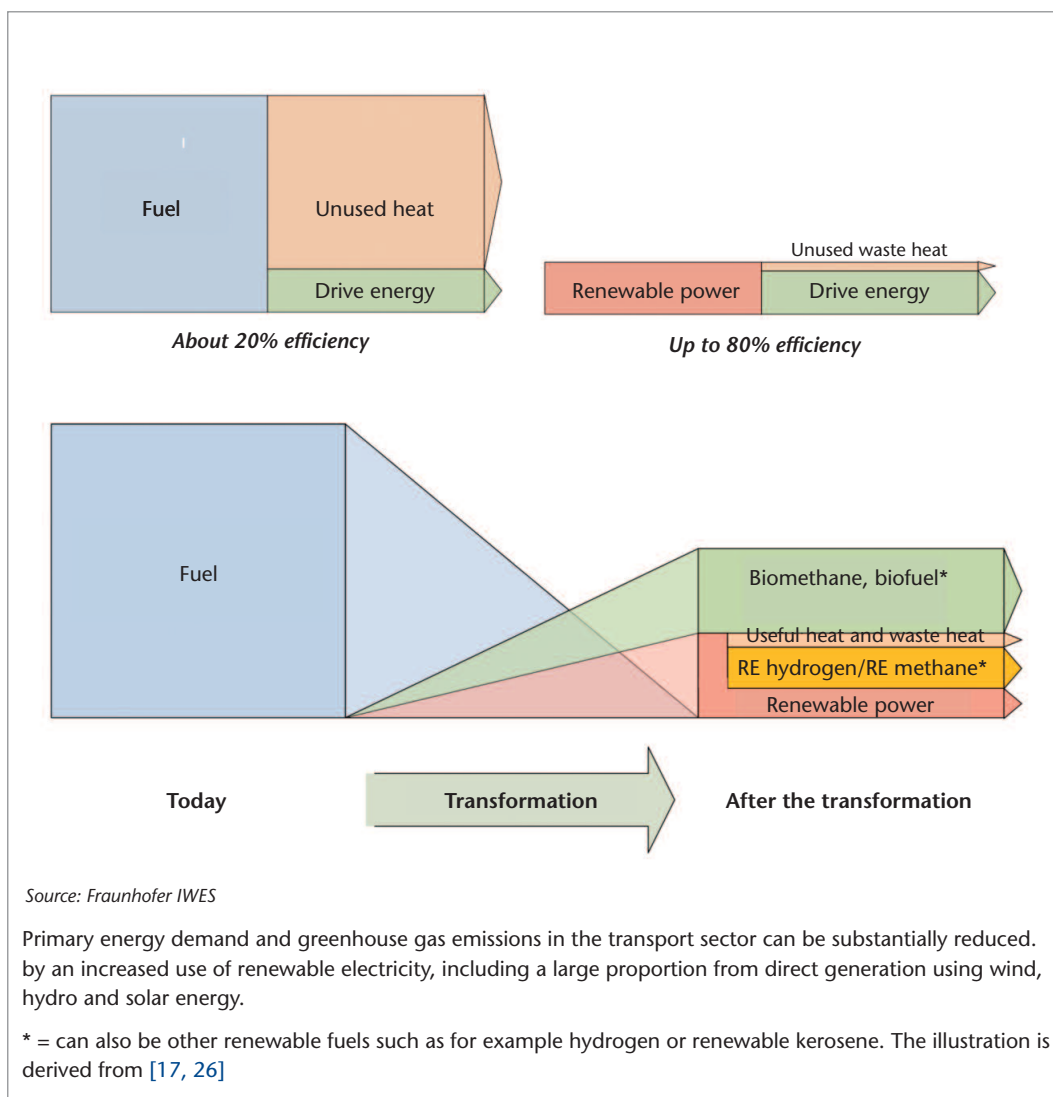 Fuel
Unused heat
Drive energy
About 20% efficiency
Unused waste heat
Renewable power
Drive energy
Up to 80% efficiency
Fuel
Biomethane, biofuel*
Useful heat and waste heat
RE hydrogen/RE methane*
Renewable power
Today
Transformation
After the transformation
Source: Fraunhofer IWES
Primary energy demand and greenhouse gas emissions in the transport sector can be substantially reduced.
by an increased use of renewable electricity, including a large proportion from direct generation using wind,
hydro and solar energy.
* = can also be other renewable fuels such as for example hydrogen or renewable kerosene. The illustration is
derived from [17, 26]